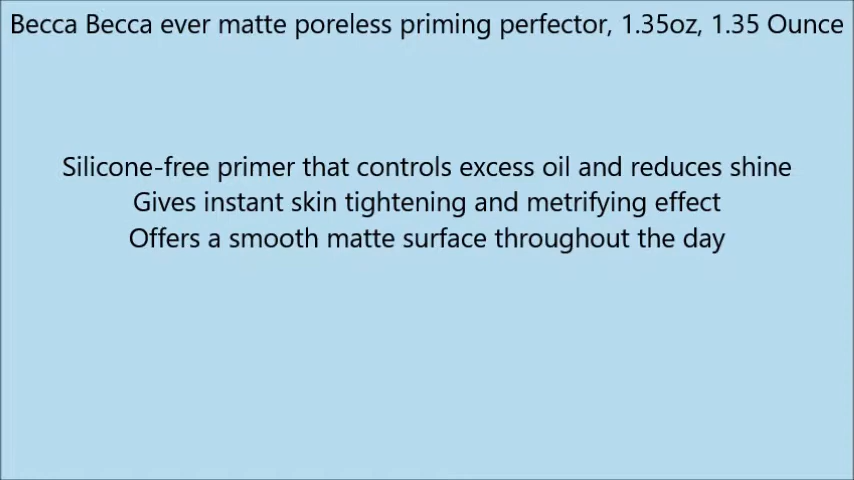 Becca Becca ever matte poreless priming perfector, 1.35oz, 1.35 Ounce
Silicone-free primer that controls excess oil and reduces shine
Gives instant skin tightening and metrifying effect
Offers a smooth matte surface throughout the day